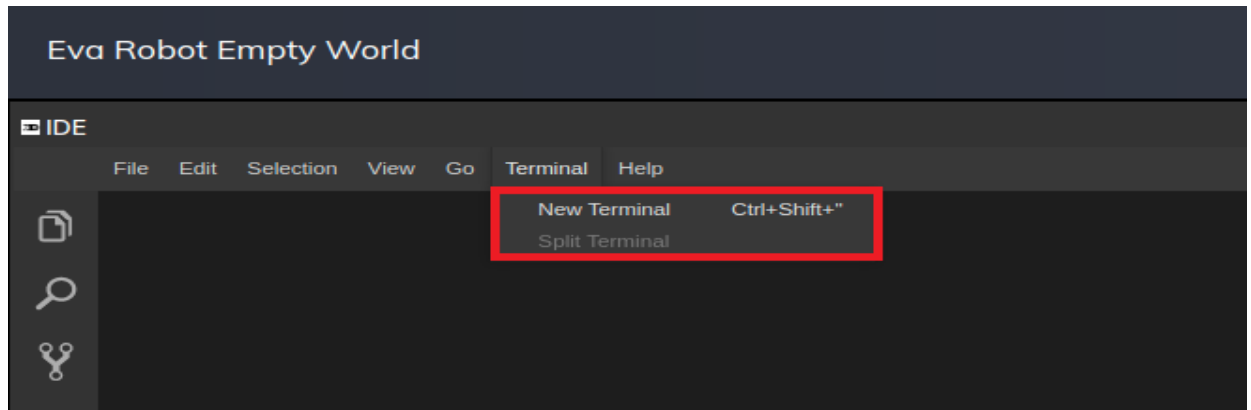 Eva Robot Empty World
IDE
File Edit Selection View Go Terminal Help
New Terminal Ctrl+Shift+"
Split Terminal